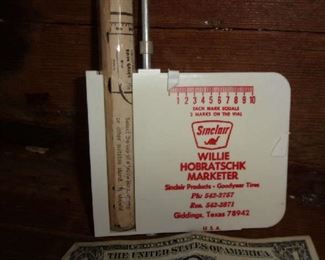 1 2 3 4 5 6 7 8 9 10
EACH MARK EQUALS
2 MARKS ON THE VIAL
Sinclair
WILLIE
HOBRATSCHK
MARKETER
Sinclair Products - Goodyear Tires
Ph: 542-3757
Res. 542-3871
Giddings, Texas 78942
U S A
THE UNITED STATES OF AMERICA